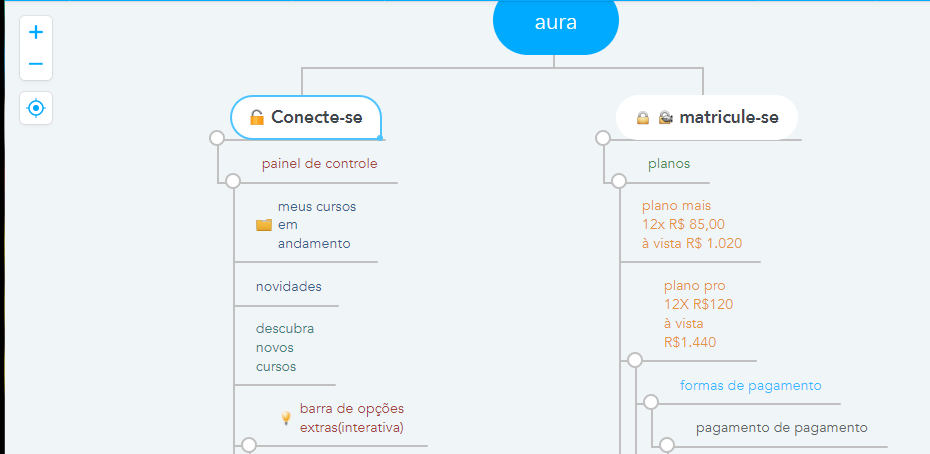 aura
Conecte-se
painel de controle
meus cursos
em
andamento
novidades
descubra
novos
cursos
barra de opções
extras(interativa)
matricule-se
planos
plano mais
12x R$ 85,00
à vista R$ 1.020
plano pro
12X R$120
à vista
R$1.440
formas de pagamento
pagamento de pagamento